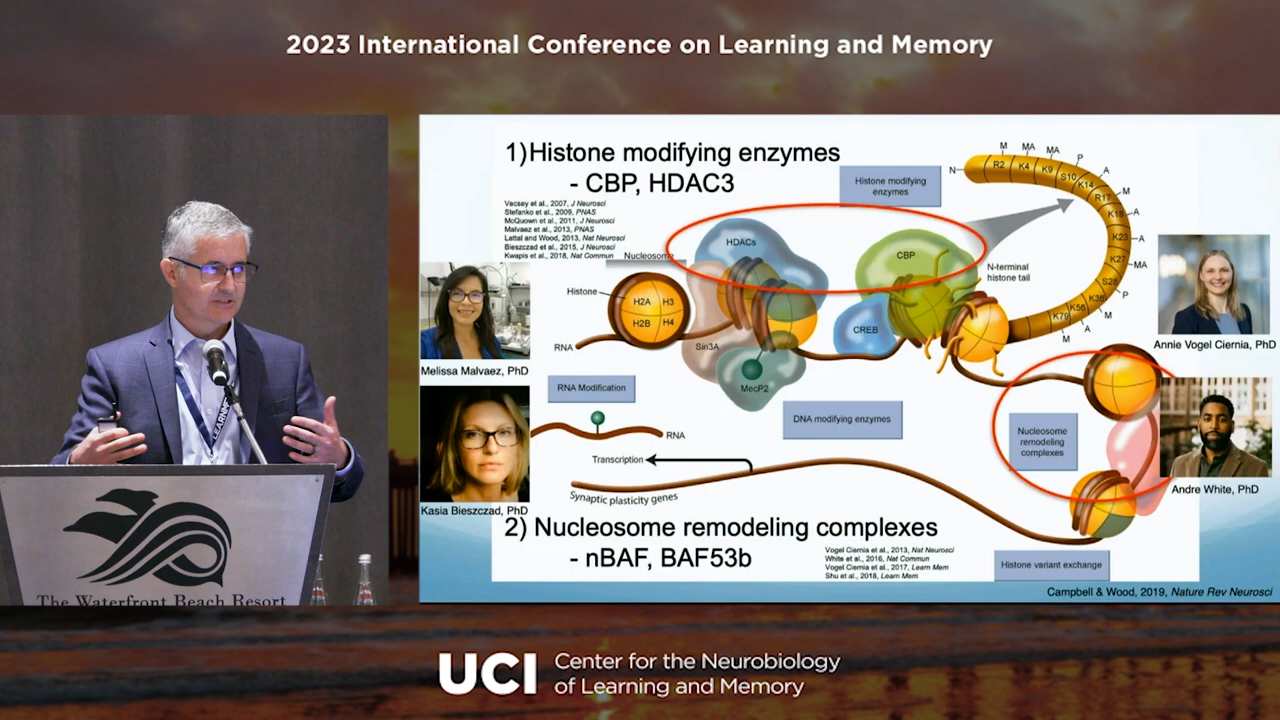 2023 International Conference on Learning and Memory
1)Histone modifying enzymes
- CBP, HDAC3
Vecsey et al., 2007, J Neurosci
Stefanko et al., 2009, PNAS
McQuown et al., 2011, J Neurosci
Malvaez et al., 2013, PNAS
Lattal and Wood, 2013, Nat Neurosci
Bieszczad et al., 2015, J Neurosci
Kwapis et al., 2018, Nat Commun
Histone modifying
enzymes
N
M
MA
MA
P
A
M
A
A
MA
P
M
A
M
R2
K4
K9
S10
K14
R17
K18
K23
K27
S28
K36
K56
K79
HDACs
CBP
Nucleosome
N-terminal
histone tail
Histone
H2A
H3
H2B
H4
RNA
Sin3A
CREB
MecP2
Melissa Malvaez, PhD
Annie Vogel Ciernia, PhD
RNA Modification
DNA modifying enzymes
Nucleosome
remodeling
complexes
RNA
Transcription
Synaptic plasticity genes
Kasia Bieszczad, PhD
Andre White, PhD
2) Nucleosome remodeling complexes
- nBAF, BAF53b
Vogel Ciernia et al., 2013, Nat Neurosci
White et al., 2016, Nat Commun
Vogel Ciernia et al., 2017, Learn Mem
Shu et al., 2018, Learn Mem
Histone variant exchange
Campbell & Wood, 2019, Nature Rev Neurosci
LEARNME
The Waterfront Beach Resort
UCI
Center for the Neurobiology
of Learning and Memory